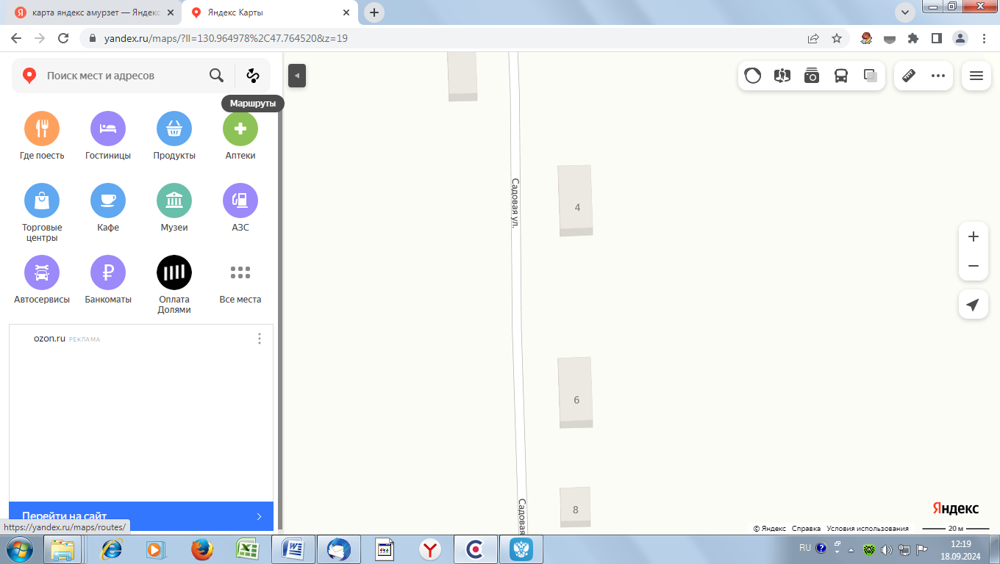 карта яндекс амурзет — Яндекс
Яндекс Карты
yandex.ru/maps/?ll=130.964978%2C47.764520&z=19
Поиск мест и адресов
Маршруты
Где поесть
Гостиницы
Продукты
Аптеки
Торговые
центры
Кафе
Музеи
АЗС
Автосервисы
Банкоматы
Оплата
Долями
Все места
ozon.ru РЕКЛАМА
Перейти на сайт
https://yandex.ru/maps/routes/
Садовая ул.
4
6
8
Садовая
Яндекс
© Яндекс Справка Условия использования
20 м
RU
12:19
18.09.2024